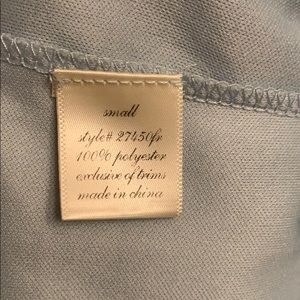 small
style# 27450fr
100% polyester
exclusive of trims
made in china